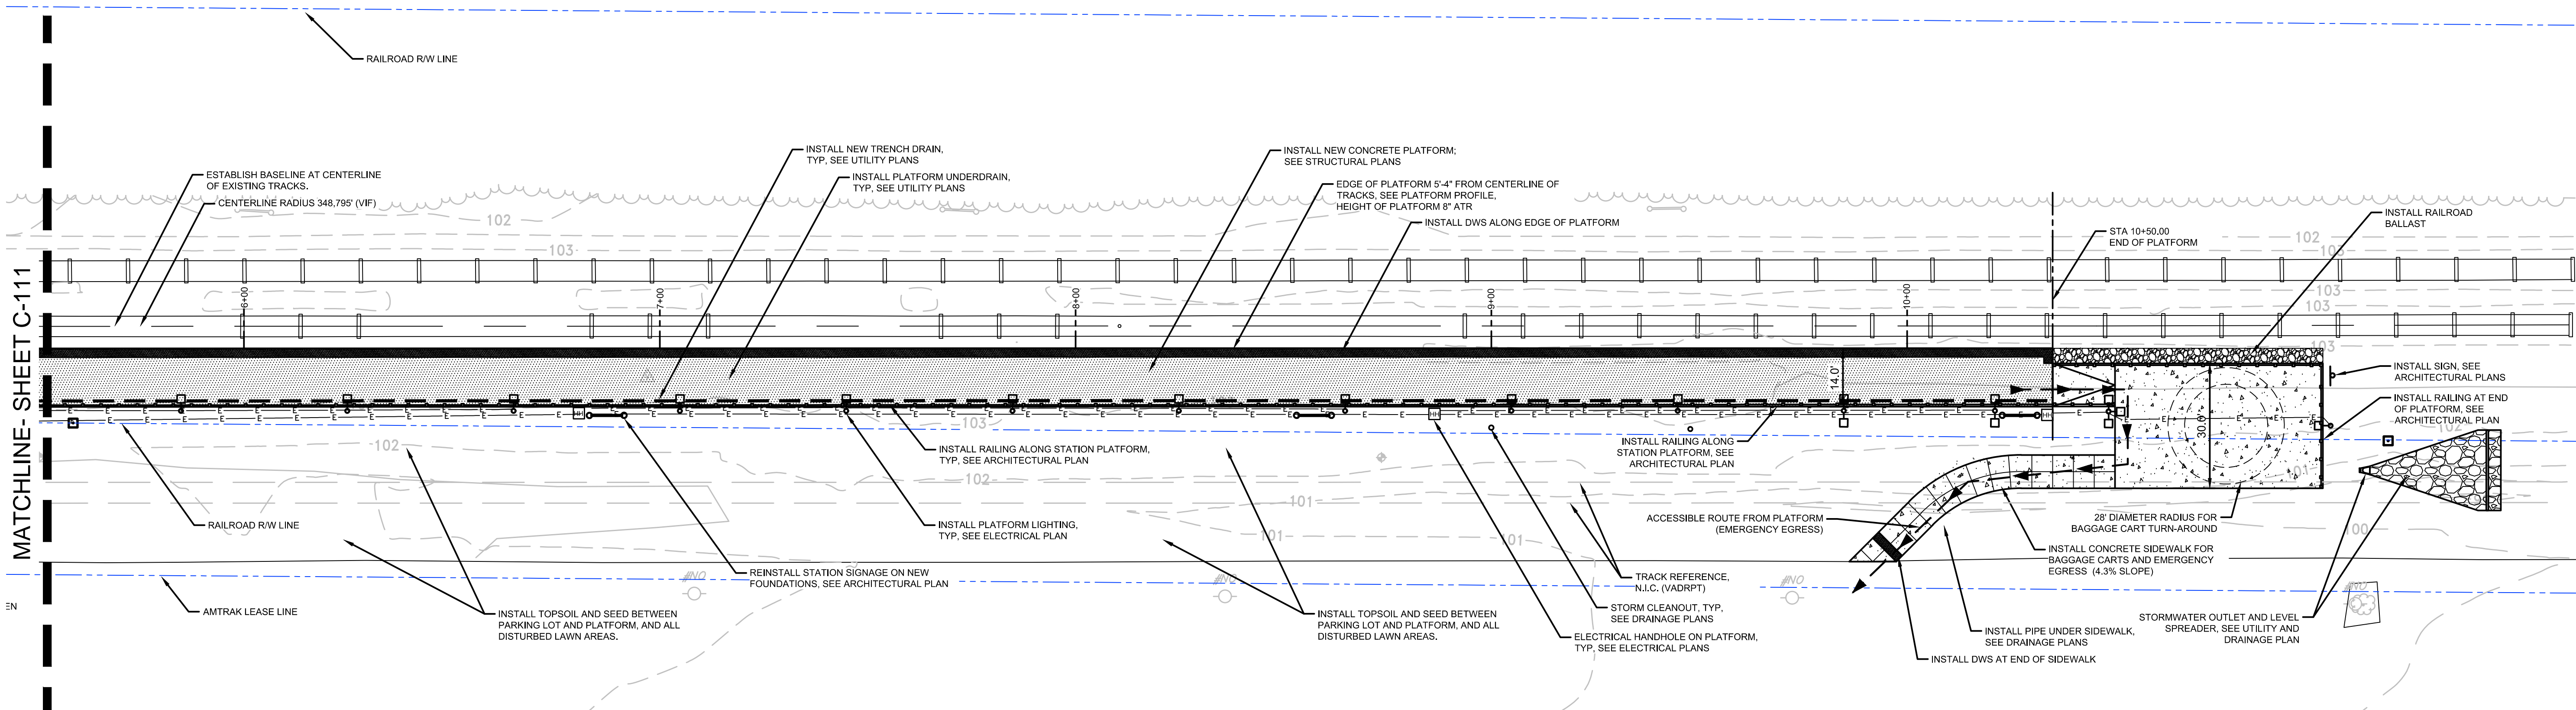 RAILROAD R/W LINE
MATCHLINE- SHEET C-111
ESTABLISH BASELINE AT CENTERLINE
OF EXISTING TRACKS.
CENTERLINE RADIUS 348,795' (VIF)
INSTALL NEW TRENCH DRAIN,
TYP, SEE UTILITY PLANS
INSTALL PLATFORM UNDERDRAIN,
TYP, SEE UTILITY PLANS
INSTALL NEW CONCRETE PLATFORM;
SEE STRUCTURAL PLANS
EDGE OF PLATFORM 5'-4" FROM CENTERLINE OF
TRACKS, SEE PLATFORM PROFILE,
HEIGHT OF PLATFORM 8" ATR
INSTALL DWS ALONG EDGE OF PLATFORM
STA 10+50.00
END OF PLATFORM
INSTALL RAILROAD
BALLAST
102
103
102
103
103
103
103
6+00
7+00
8+00
9+00
10+00
14.0'
30.0'
INSTALL SIGN, SEE
ARCHITECTURAL PLANS
INSTALL RAILING AT END
OF PLATFORM, SEE
ARCHITECTURAL PLAN
E E E E E E E E E E
HH
HH
HH
103
102
102
102
101
101
101
101
100
INSTALL RAILING ALONG STATION PLATFORM,
TYP, SEE ARCHITECTURAL PLAN
INSTALL RAILING ALONG
STATION PLATFORM, SEE
ARCHITECTURAL PLAN
RAILROAD R/W LINE
INSTALL PLATFORM LIGHTING,
TYP, SEE ELECTRICAL PLAN
ACCESSIBLE ROUTE FROM PLATFORM
(EMERGENCY EGRESS)
28' DIAMETER RADIUS FOR
BAGGAGE CART TURN-AROUND
INSTALL CONCRETE SIDEWALK FOR
BAGGAGE CARTS AND EMERGENCY
EGRESS (4.3% SLOPE)
REINSTALL STATION SIGNAGE ON NEW
FOUNDATIONS, SEE ARCHITECTURAL PLAN
TRACK REFERENCE,
N.I.C. (VADRPT)
AMTRAK LEASE LINE
EN
INSTALL TOPSOIL AND SEED BETWEEN
PARKING LOT AND PLATFORM, AND ALL
DISTURBED LAWN AREAS.
INSTALL TOPSOIL AND SEED BETWEEN
PARKING LOT AND PLATFORM, AND ALL
DISTURBED LAWN AREAS.
STORM CLEANOUT, TYP,
SEE DRAINAGE PLANS
ELECTRICAL HANDHOLE ON PLATFORM,
TYP, SEE ELECTRICAL PLANS
INSTALL PIPE UNDER SIDEWALK,
SEE DRAINAGE PLANS
INSTALL DWS AT END OF SIDEWALK
STORMWATER OUTLET AND LEVEL
SPREADER, SEE UTILITY AND
DRAINAGE PLAN